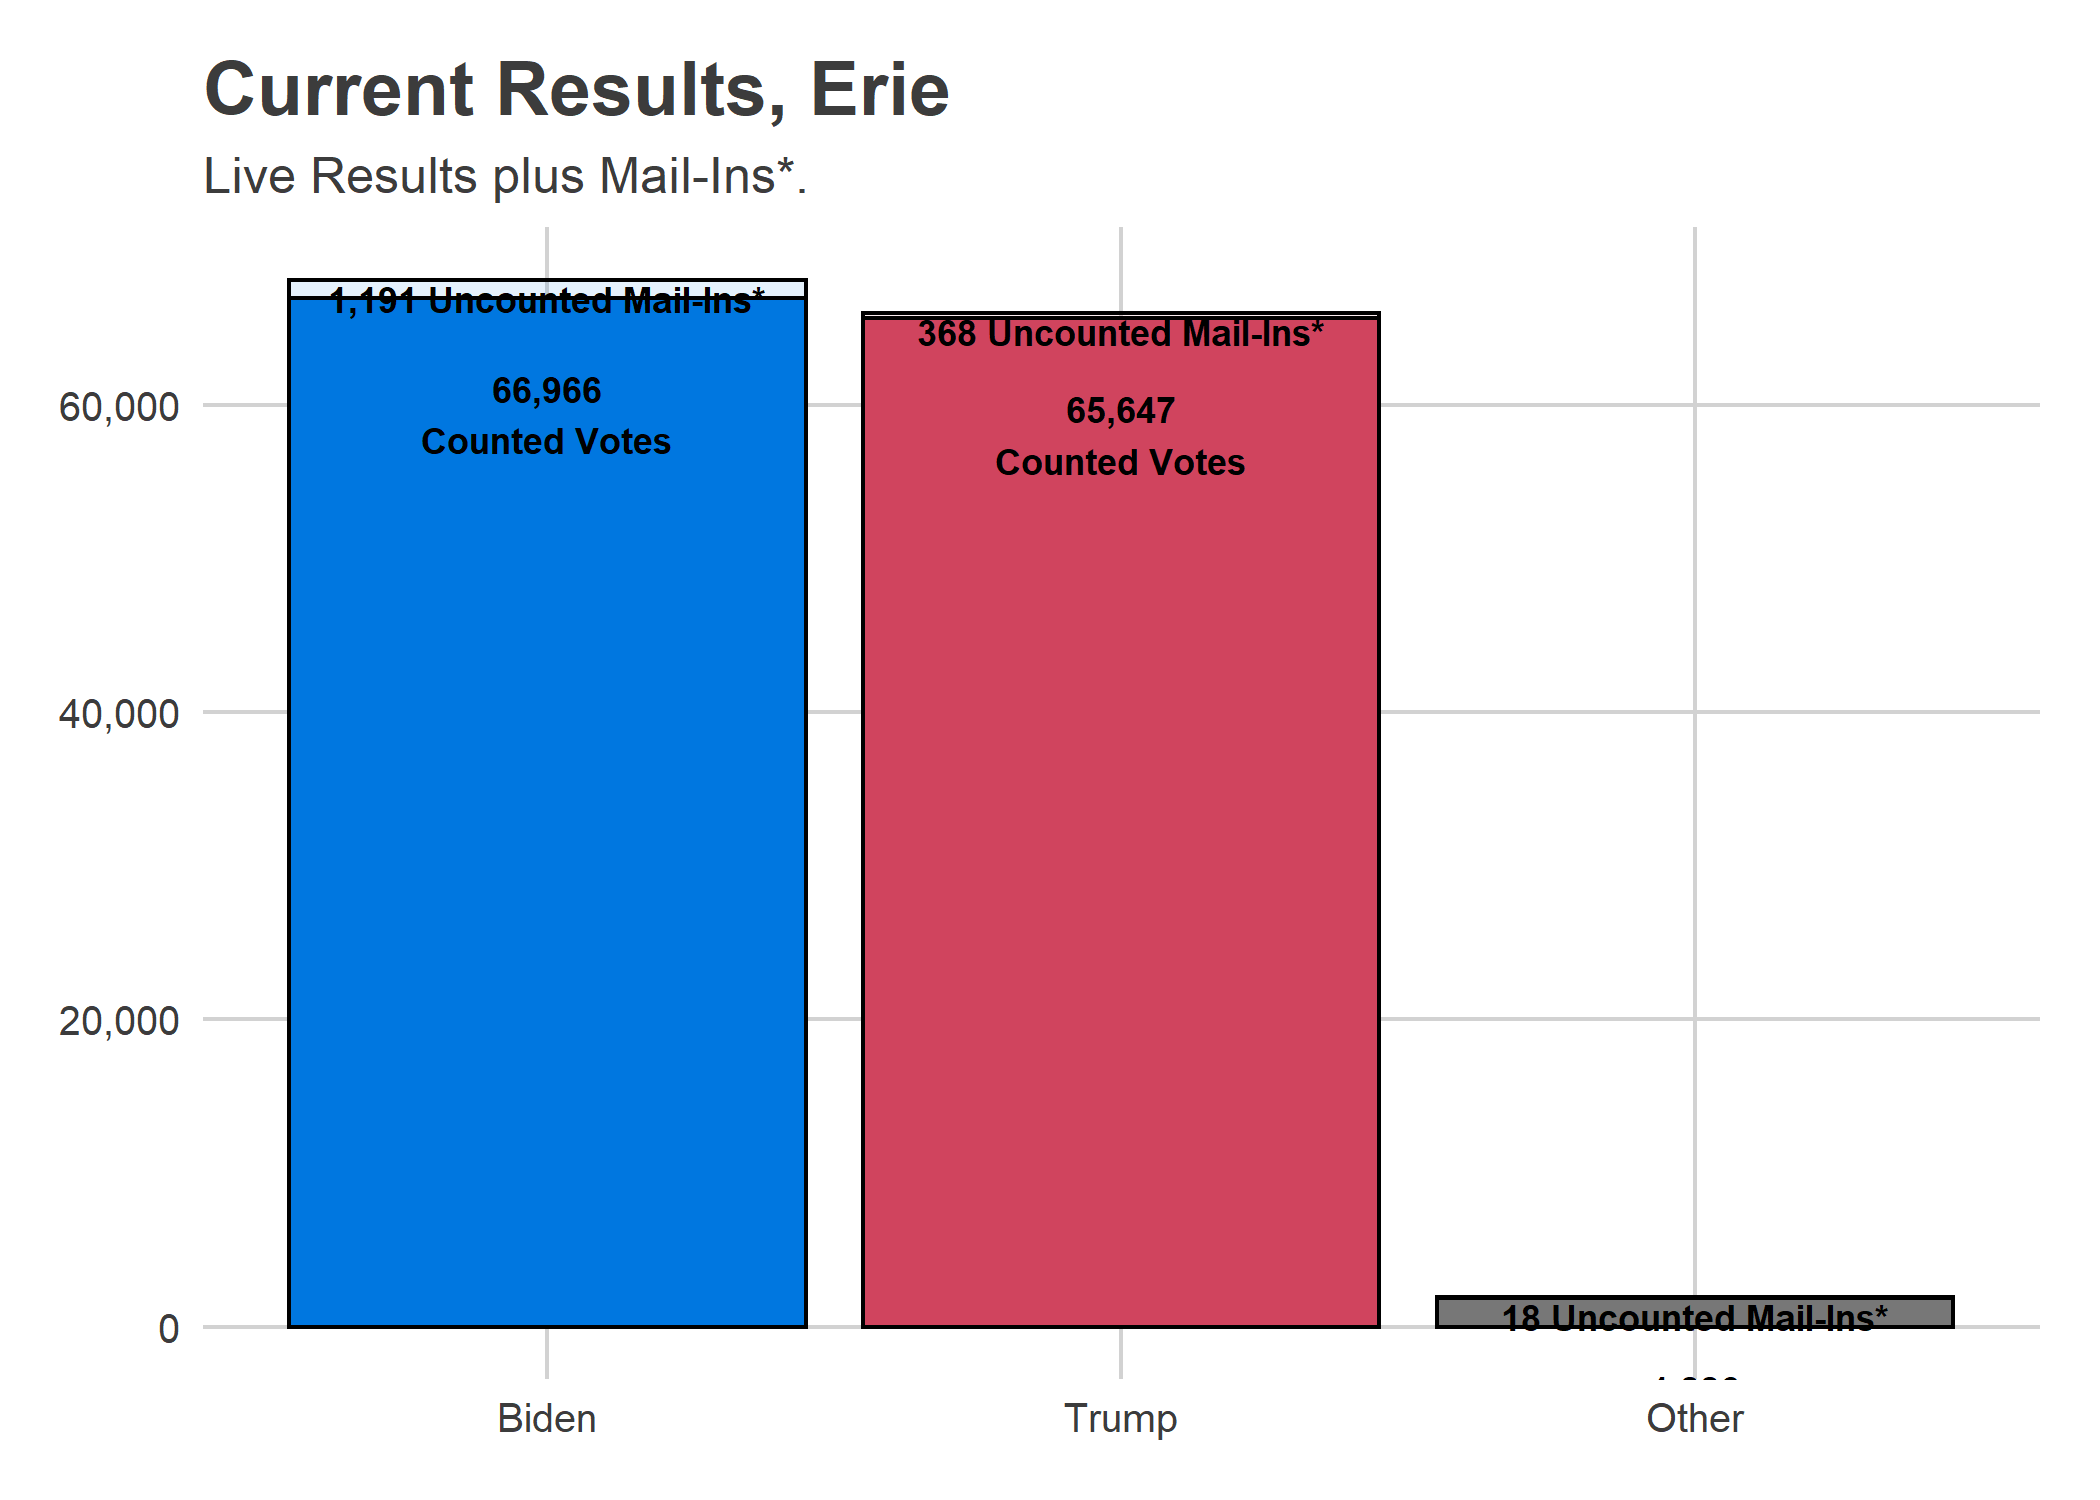 Current Results, Erie
Live Results plus Mail-Ins*.
1,191 Uncounted Mail-Ins*
368 Uncounted Mail-Ins*
66,966
Counted Votes
65,647
Counted Votes
60,000
40,000
20,000
0
18 Uncounted Mail-Ins*
Biden
Trump
Other